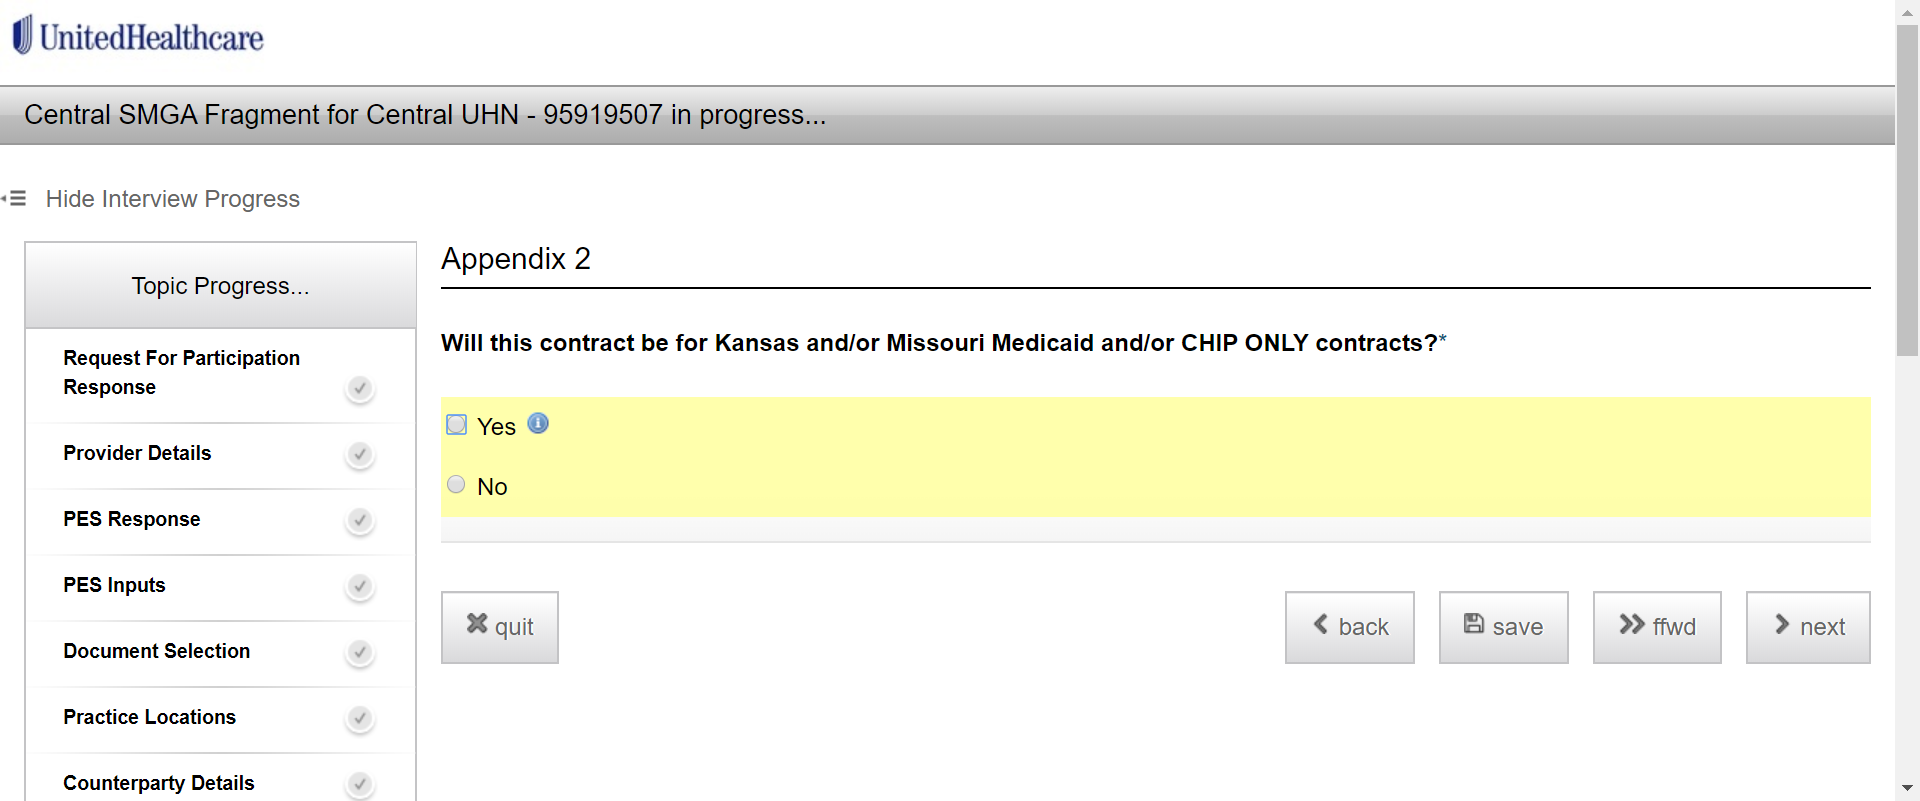 UnitedHealthcare
Central SMGA Fragment for Central UHN - 95919507 in progress...
Hide Interview Progress
Topic Progress...
Request For Participation
Response
Provider Details
PES Response
PES Inputs
Document Selection
Practice Locations
Counterparty Details
Appendix 2
Will this contract be for Kansas and/or Missouri Medicaid and/or CHIP ONLY contracts?*
Yes
No
quit
back
save
ffwd
next